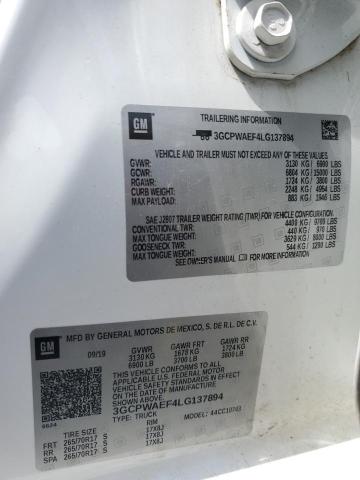 GM
TRAILERING INFORMATION
3GCPWAEF4LG137894
VEHICLE AND TRAILER MUST NOT EXCEED ANY OF THESE VALUES
GVWR: 3130 KG/ 6900 LBS
GCWR: 6804 KG/ 15000 LBS
RGAWR: 1724 KG/ 3800 LBS
CURB WEIGHT: 2248 KG/ 4954 LBS
MAX PAYLOAD: 883 KG/ 1946 LBS
SAE J2807 TRAILER WEIGHT RATING (TWR) FOR VEHICLE CONFIGURATION.
CONVENTIONAL TWR: 4400 KG/ 9700 LBS
MAX TONGUE WEIGHT: 440 KG/ 970 LBS
GOOSENECK TWR: 3629 KG/ 8000 LBS
MAX TONGUE WEIGHT: 544 KG/ 1200 LBS
SEE OWNER'S MANUAL
GM
MFD BY GENERAL MOTORS DE MEXICO, S. DE R.L. DE C.V.
09/19 GVWR GAWR FRT GAWR RR
3130 KG 1678 KG 1724 KG
6900 LB 3700 LB 3800 LB
THIS VEHICLE CONFORMS TO ALL APPLICABLE U.S. FEDERAL MOTOR
VEHICLE SAFETY STANDARDS IN EFFECT ON THE DATE OF
MANUFACTURE SHOWN ABOVE.
3GCPWAEF4LG137894
TYPE: TRUCK MODEL:
TIRE SIZE RIM
FRT 265/70R17 17X8J
RR 265/70R17 17X8J
SPA 265/70R17 17X8J